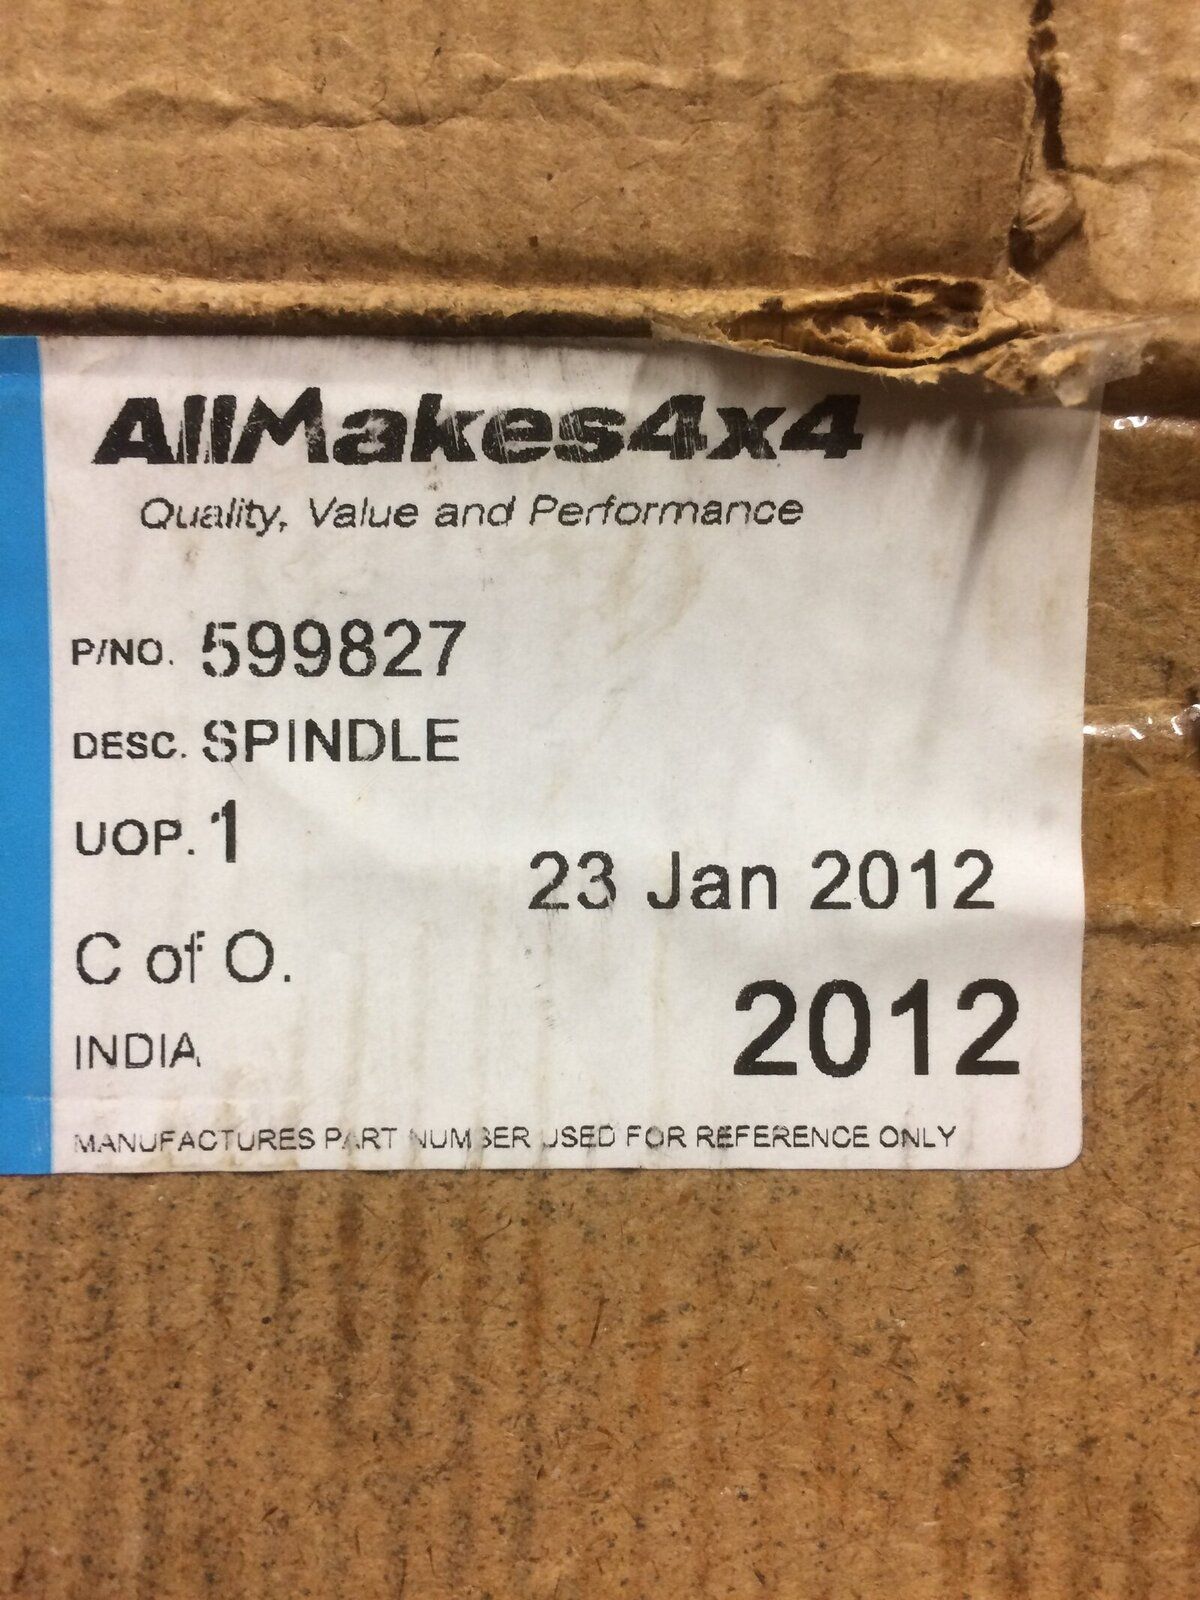 AllMakes4x4
Quality, Value and Performance
P/NO. 599827
DESC. SPINDLE
UOP. 1
23 Jan 2012
C of O.
2012
INDIA
MANUFACTURES PART NUMBER USED FOR REFERENCE ONLY